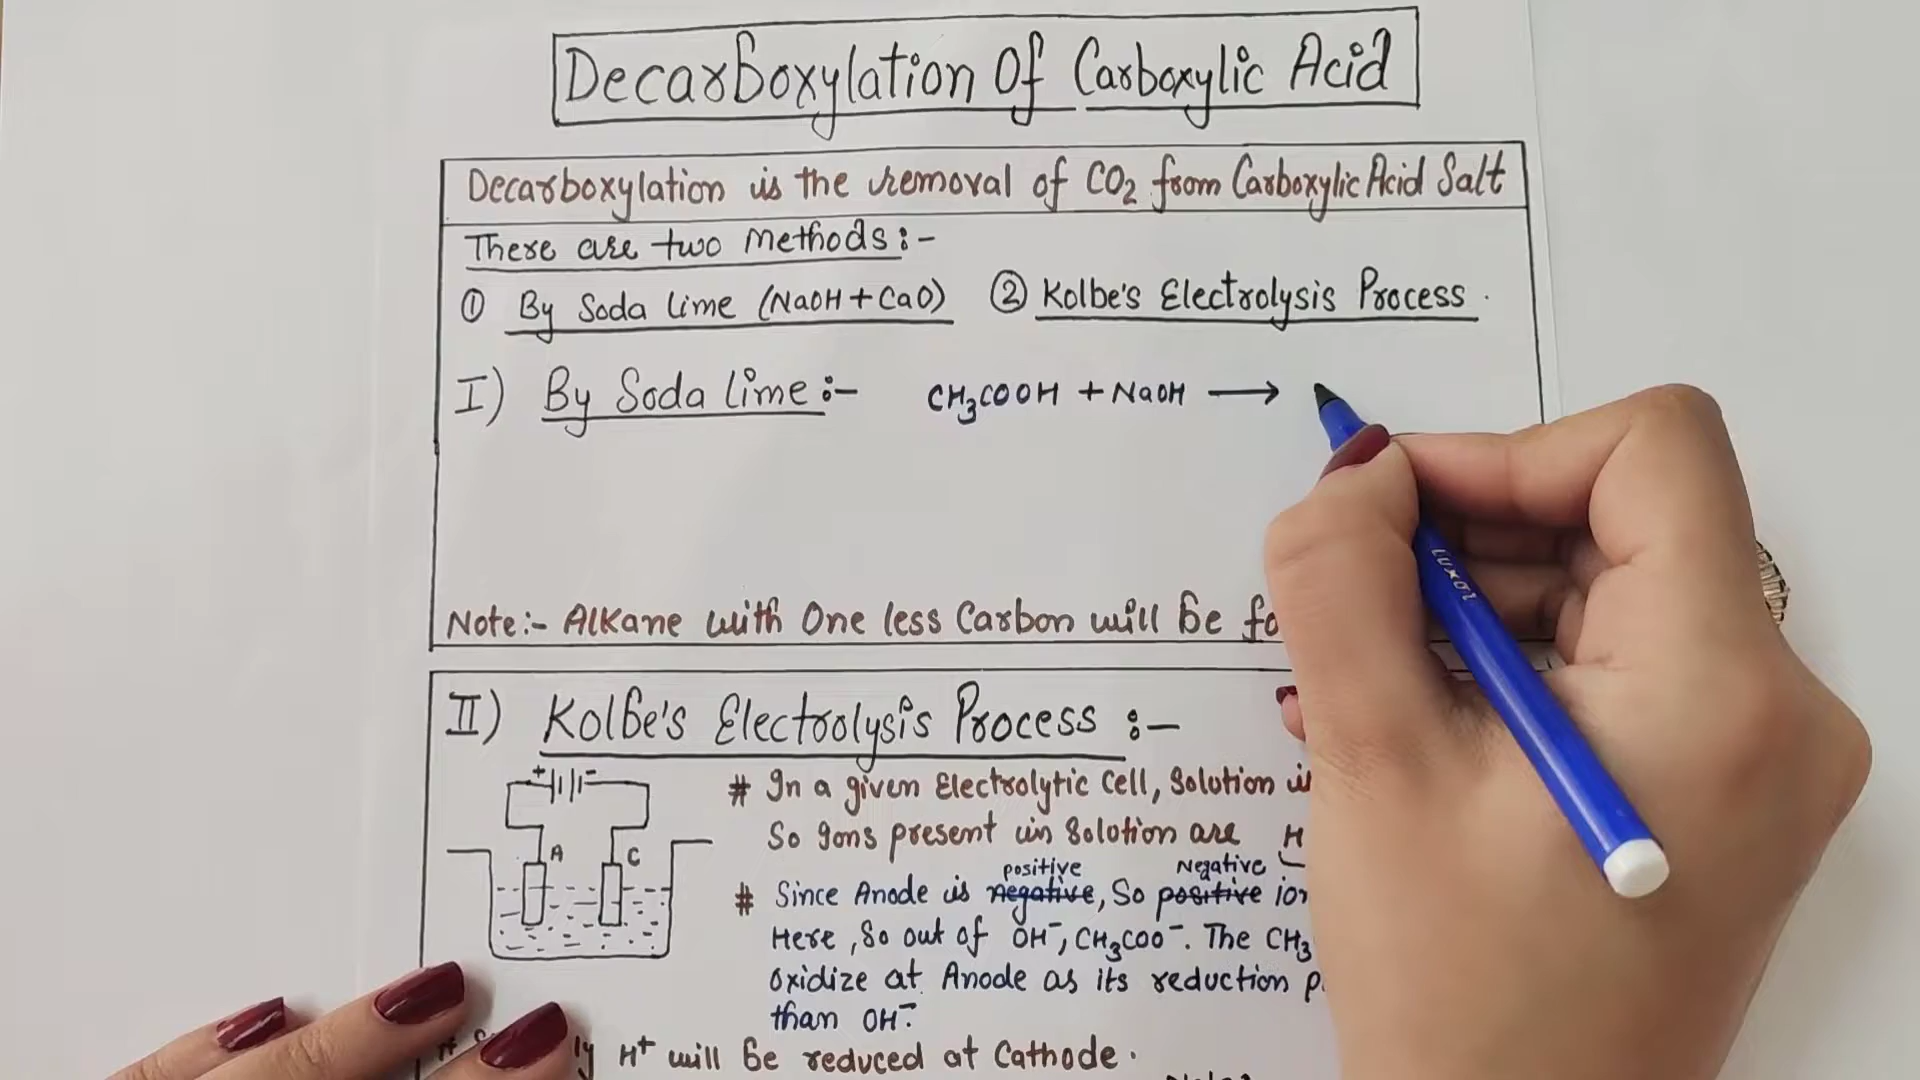 Decarboxylation Of Carboxylic Acid
Decarboxylation is the removal of CO2 from Carboxylic Acid Salt
There are two Methods:-
① By Soda lime (NaOH + CaO) ② Kolbe's Electrolysis Process.
I) By Soda lime :- CH3COOH + NaOH ⟶
Note:- Alkane with One less Carbon will be
II) Kolbe's Electrolysis Process :-
+ -
A C
# In a given Electrolytic Cell, Solution
So Ions present in Solution are H
positive Negative
# Since Anode is negative, So positive
Here, So out of OH⁻, CH3COO⁻. The CH3
Oxidize at Anode as its reduction
than OH⁻.
H⁺ will be reduced at Cathode.
LUXOR